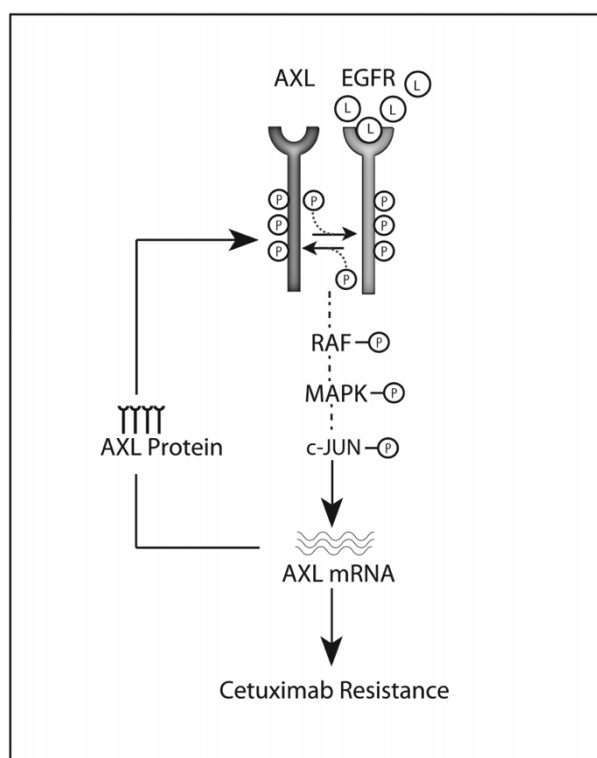 AXL EGFR L
L L
L
P P P
P P
P P
P
RAF P
MAPK P
AXL Protein
c-JUN P
AXL mRNA
Cetuximab Resistance